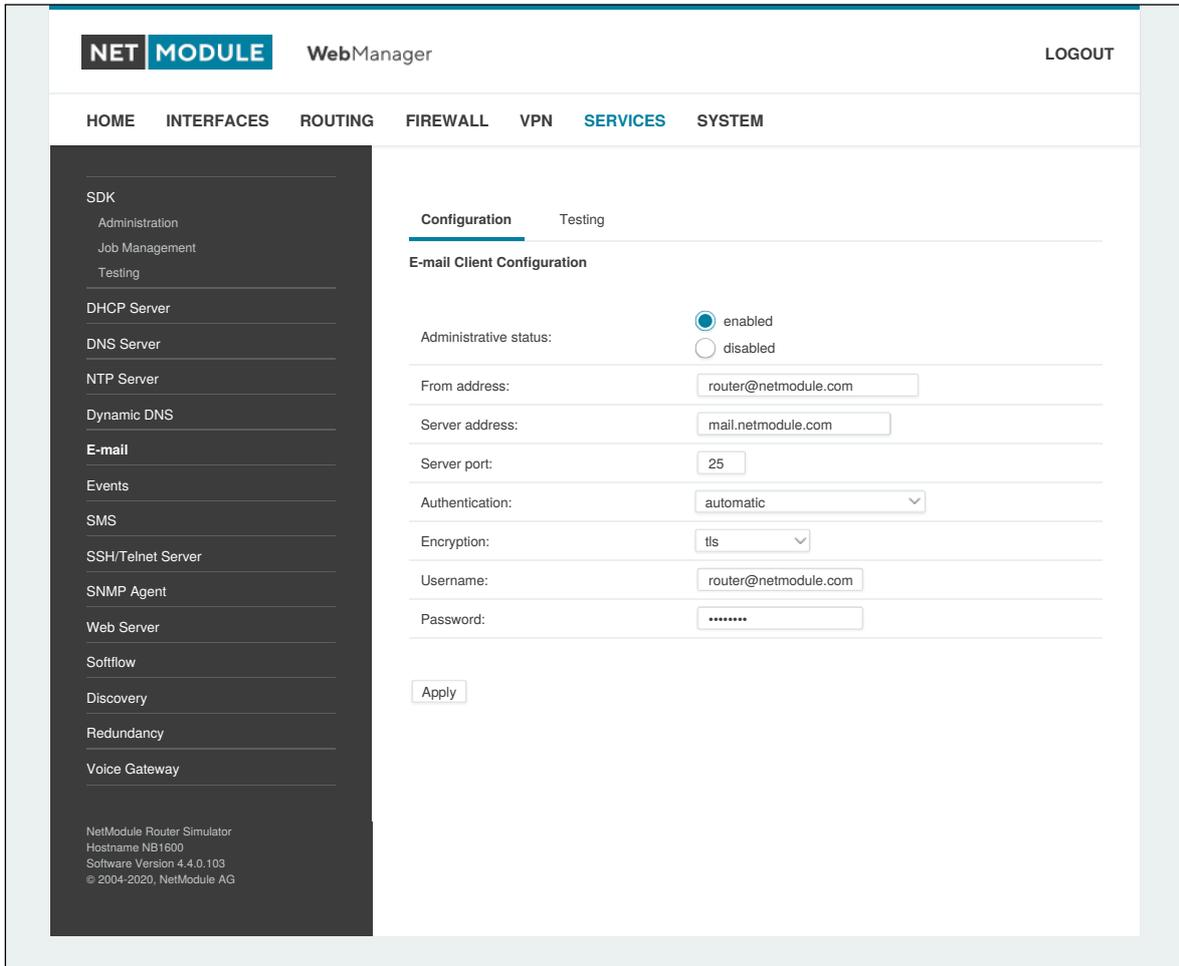 NET MODULE WebManager LOGOUT
HOME INTERFACES ROUTING FIREWALL VPN SERVICES SYSTEM
SDK
Administration
Job Management
Testing
DHCP Server
DNS Server
NTP Server
Dynamic DNS
E-mail
Events
SMS
SSH/Telnet Server
SNMP Agent
Web Server
Softflow
Discovery
Redundancy
Voice Gateway
NetModule Router Simulator
Hostname NB1600
Software Version 4.4.0.103
© 2004-2020, NetModule AG
Configuration Testing
E-mail Client Configuration
Administrative status:
enabled
disabled
From address: router@netmodule.com
Server address: mail.netmodule.com
Server port: 25
Authentication: automatic
Encryption: tls
Username: router@netmodule.com
Password: ••••••••
Apply